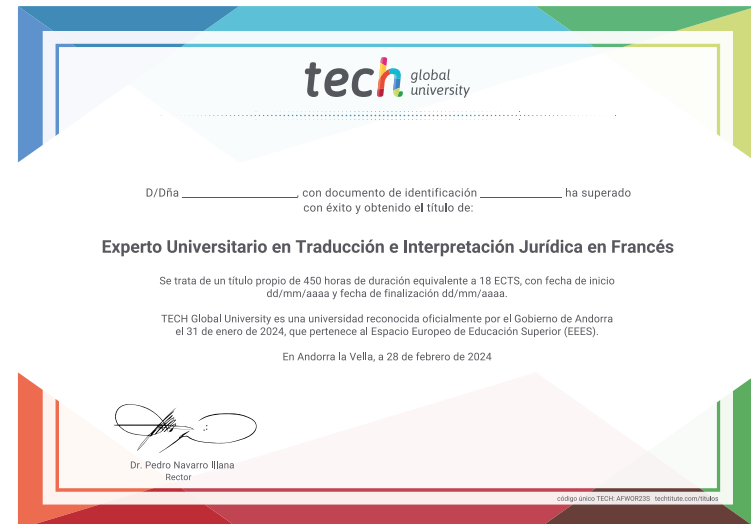 tech global
university
D/Dña ____________________, con documento de identificación ______________ ha superado
con éxito y obtenido el título de:
Experto Universitario en Traducción e Interpretación Jurídica en Francés
Se trata de un título propio de 450 horas de duración equivalente a 18 ECTS, con fecha de inicio
dd/mm/aaaa y fecha de finalización dd/mm/aaaa.
TECH Global University es una universidad reconocida oficialmente por el Gobierno de Andorra
el 31 de enero de 2024, que pertenece al Espacio Europeo de Educación Superior (EEES).
En Andorra la Vella, a 28 de febrero de 2024
Dr. Pedro Navarro Illana
Rector
código único TECH: AFWOR23S techtitute.com/titulos